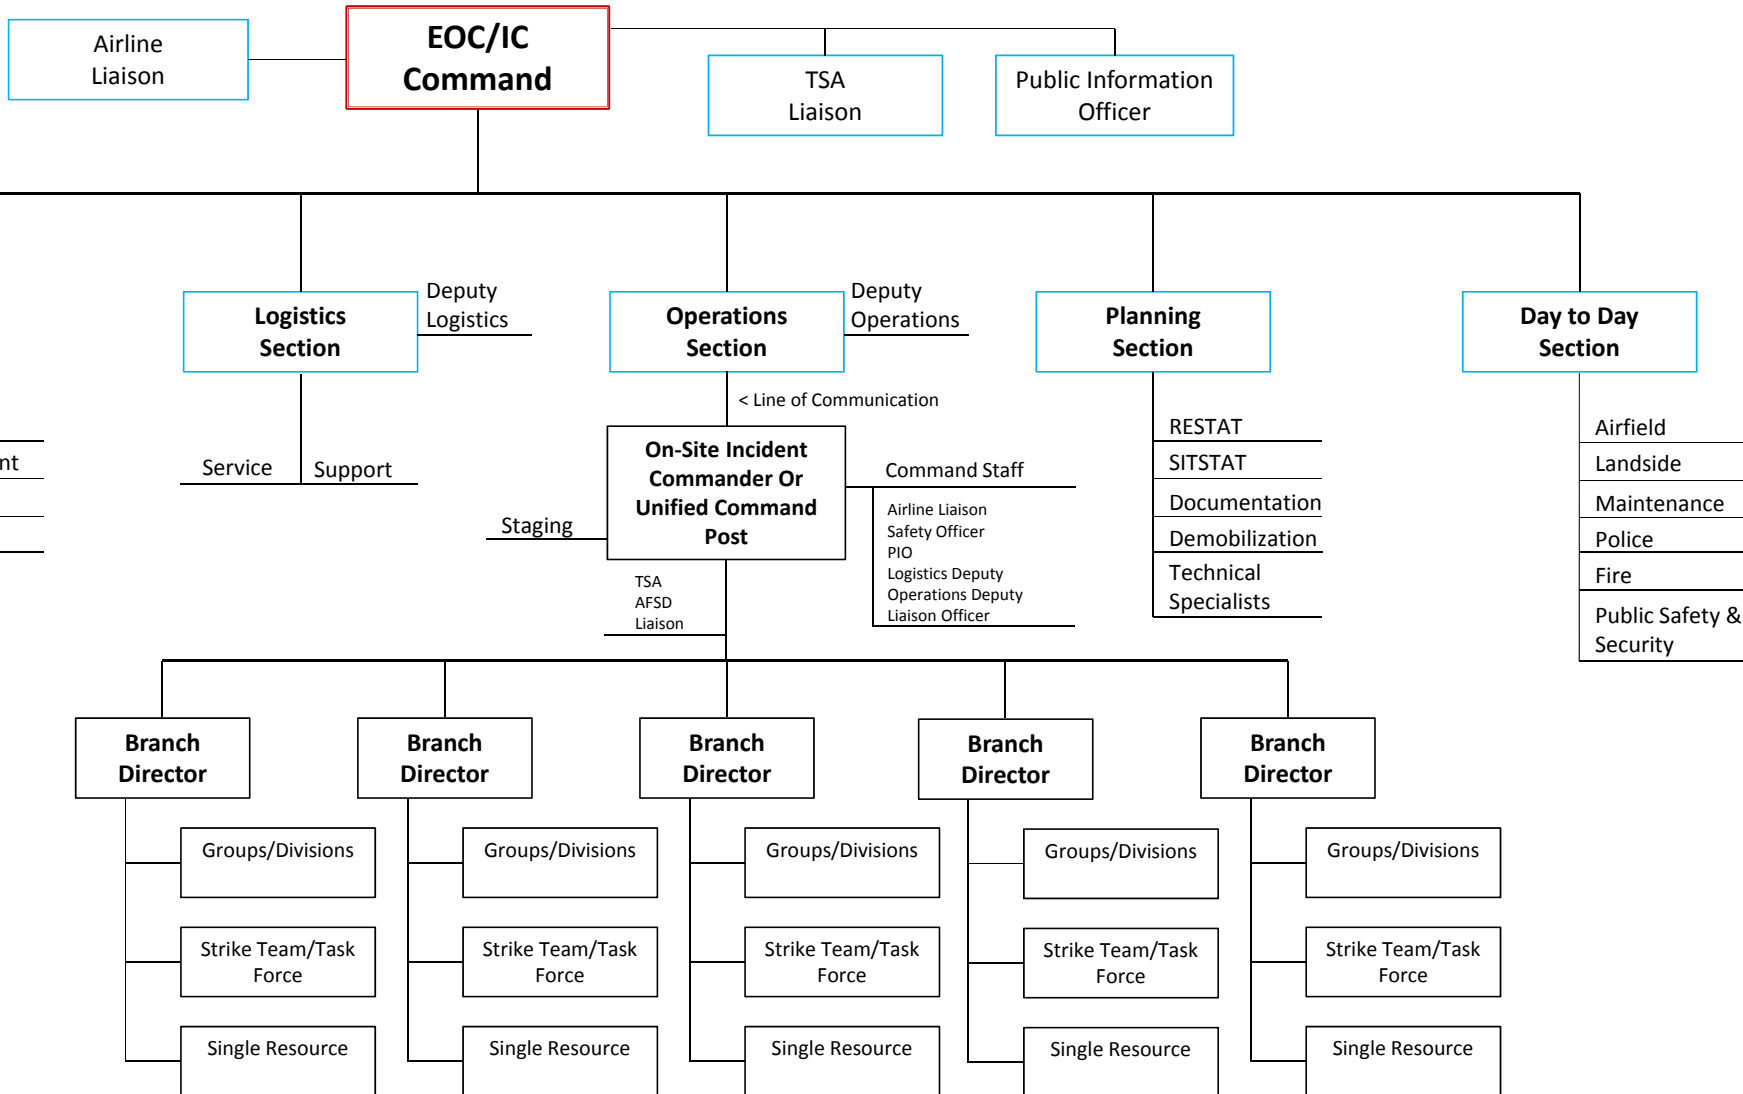 Airline
Liaison
EOC/IC
Command
TSA
Liaison
Public Information
Officer
Logistics
Section
Deputy
Logistics
Operations
Section
Deputy
Operations
Planning
Section
Day to Day
Section
< Line of Communication
nt
Service
Support
On-Site Incident
Commander Or
Unified Command
Post
Staging
Command Staff
Airline Liaison
Safety Officer
PIO
Logistics Deputy
Operations Deputy
Liaison Officer
TSA
AFSD
Liaison
RESTAT
SITSTAT
Documentation
Demobilization
Technical
Specialists
Airfield
Landside
Maintenance
Police
Fire
Public Safety &
Security
Branch
Director
Branch
Director
Branch
Director
Branch
Director
Branch
Director
Groups/Divisions
Groups/Divisions
Groups/Divisions
Groups/Divisions
Groups/Divisions
Strike Team/Task
Force
Strike Team/Task
Force
Strike Team/Task
Force
Strike Team/Task
Force
Strike Team/Task
Force
Single Resource
Single Resource
Single Resource
Single Resource
Single Resource